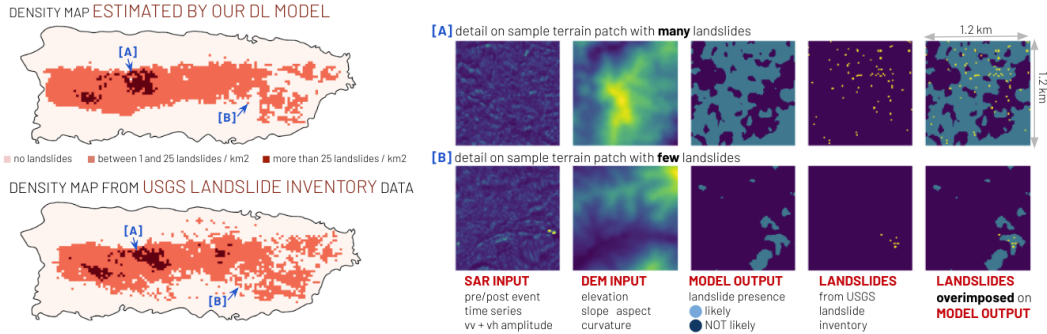 DENSITY MAP ESTIMATED BY OUR DL MODEL
[A]
[B]
no landslides
between 1 and 25 landslides / km2
more than 25 landslides / km2
DENSITY MAP FROM USGS LANDSLIDE INVENTORY DATA
[A]
[B]
[A] detail on sample terrain patch with many landslides
1.2 km
1.2 km
[B] detail on sample terrain patch with few landslides
SAR INPUT
pre/post event
time series
vv + vh amplitude
DEM INPUT
elevation
slope aspect
curvature
MODEL OUTPUT
landslide presence
likely
NOT likely
LANDSLIDES
from USGS
landslide
inventory
LANDSLIDES
overimposed on
MODEL OUTPUT